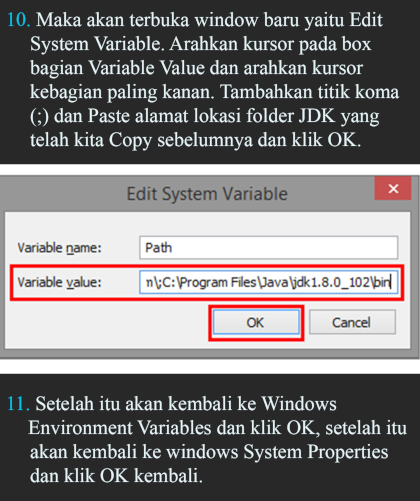 10. Maka akan terbuka window baru yaitu Edit
System Variable. Arahkan kursor pada box
bagian Variable Value dan arahkan kursor
kebagian paling kanan. Tambahkan titik koma
(;) dan Paste alamat lokasi folder JDK yang
telah kita Copy sebelumnya dan klik OK.
Edit System Variable
x
Variable name: Path
Variable value: n\;C:\Program Files\Java\jdk1.8.0_102\bin
OK Cancel
11. Setelah itu akan kembali ke Windows
Environment Variables dan klik OK, setelah itu
akan kembali ke windows System Properties
dan klik OK kembali.